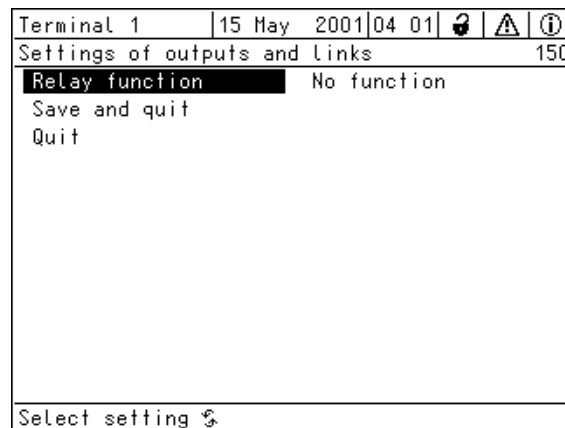 Terminal 1 15 May 2001 04 01
Settings of outputs and links 150
Relay function No function
Save and quit
Quit
Select setting